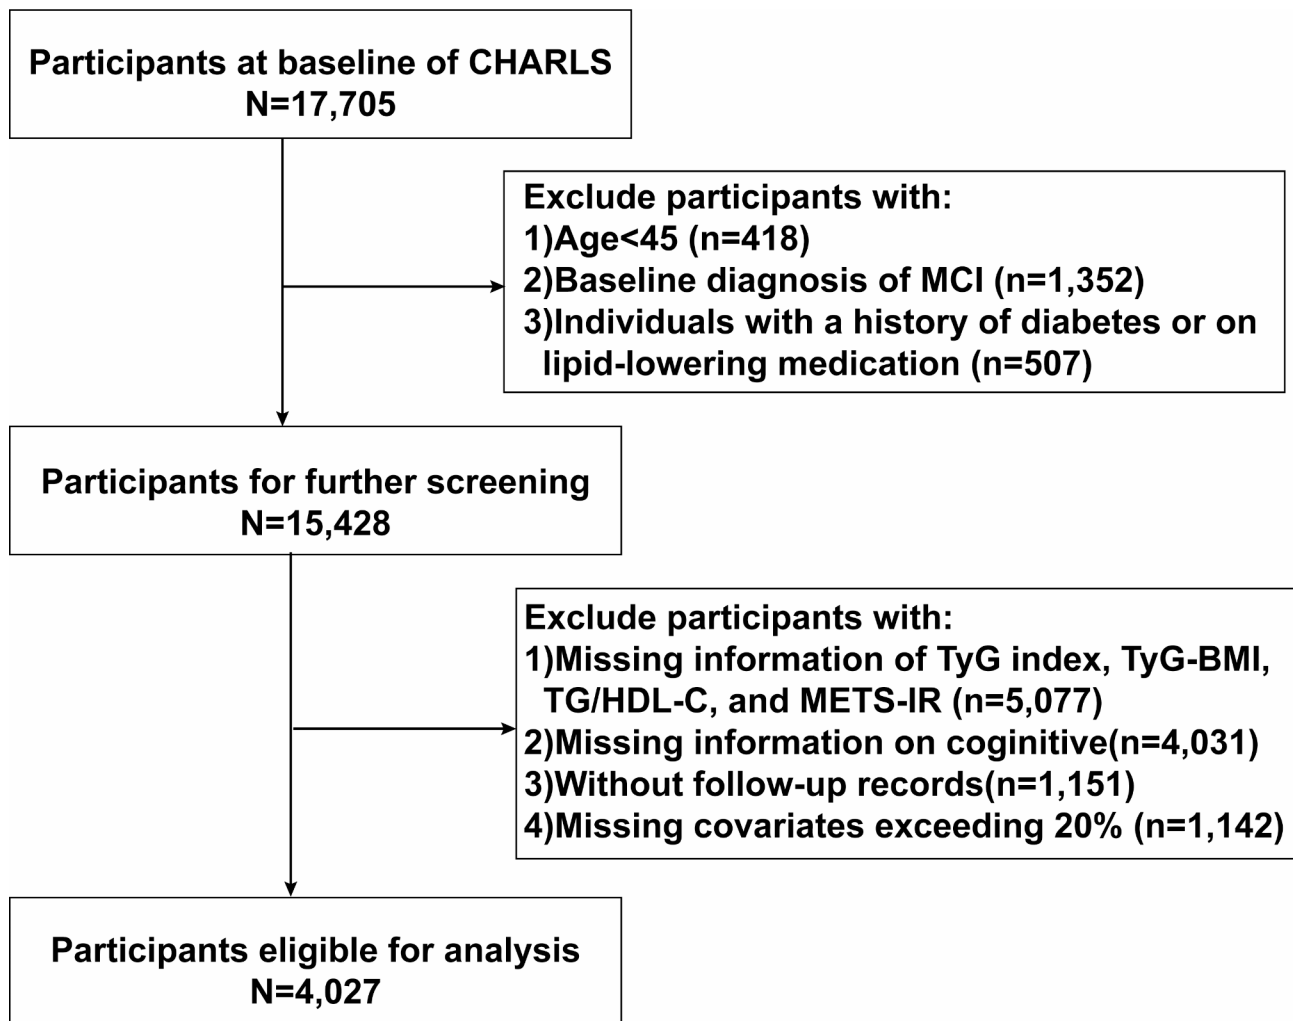 Participants at baseline of CHARLS
N=17,705
Exclude participants with:
1)Age<45 (n=418)
2)Baseline diagnosis of MCI (n=1,352)
3)Individuals with a history of diabetes or on
lipid-lowering medication (n=507)
Participants for further screening
N=15,428
Exclude participants with:
1)Missing information of TyG index, TyG-BMI,
TG/HDL-C, and METS-IR (n=5,077)
2)Missing information on coginitive(n=4,031)
3)Without follow-up records(n=1,151)
4)Missing covariates exceeding 20% (n=1,142)
Participants eligible for analysis
N=4,027